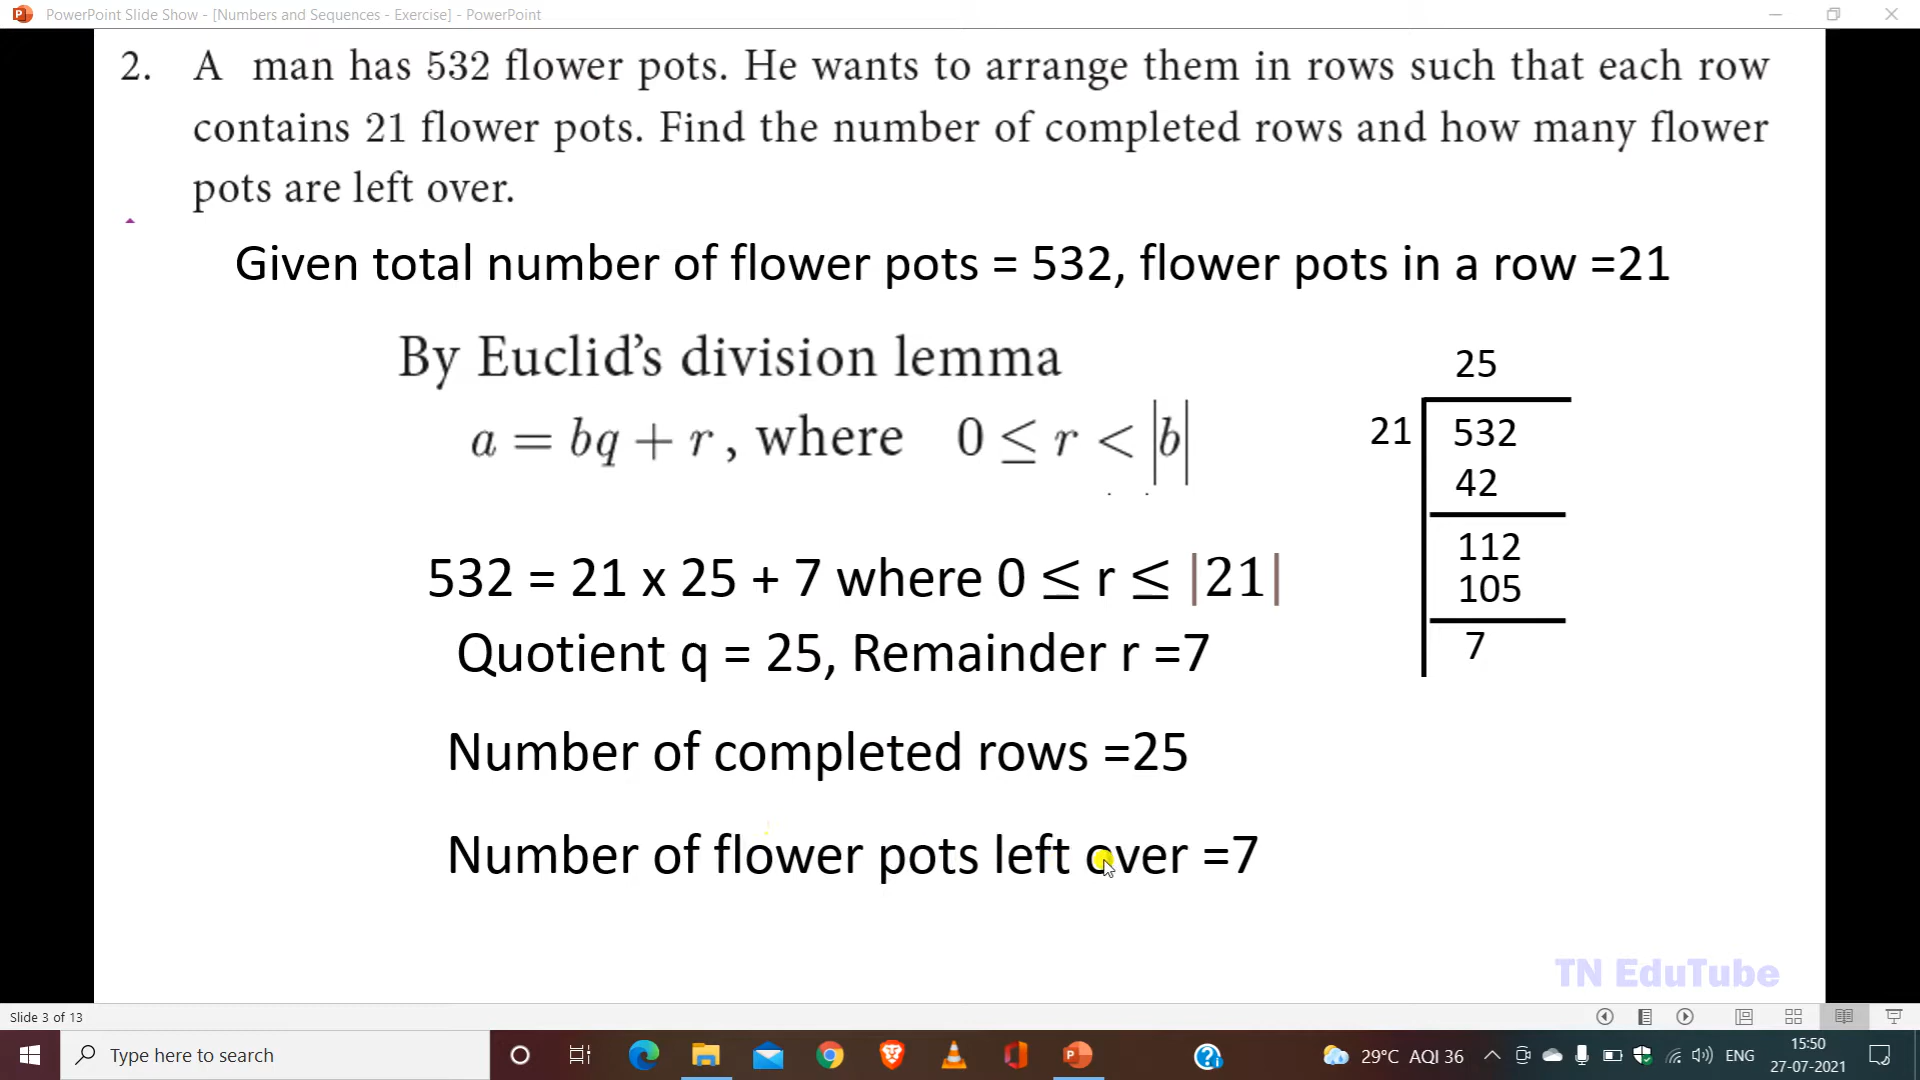 PowerPoint Slide Show - [Numbers and Sequences - Exercise] - PowerPoint
2. A man has 532 flower pots. He wants to arrange them in rows such that each row
contains 21 flower pots. Find the number of completed rows and how many flower
pots are left over.
Given total number of flower pots = 532, flower pots in a row =21
By Euclid’s division lemma
a = bq + r , where 0 ≤ r < |b|
532 = 21 x 25 + 7 where 0 ≤ r ≤ |21|
Quotient q = 25, Remainder r =7
Number of completed rows =25
Number of flower pots left over =7
25
21 532
42
112
105
7
TN EduTube
Slide 3 of 13
Type here to search
29°C AQI 36
ENG
15:50
27-07-2021